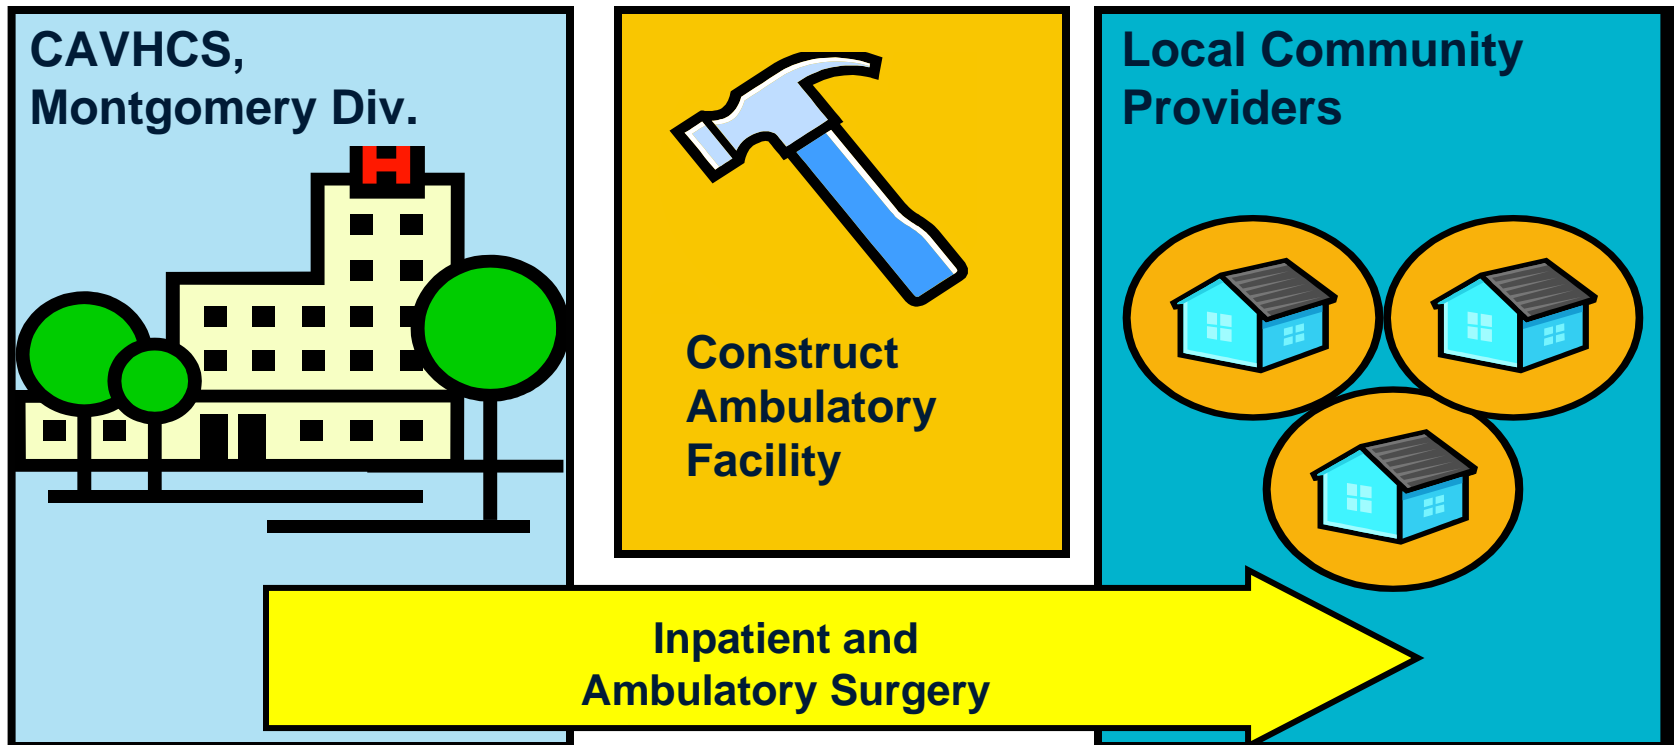 CAVHCS,
Montgomery Div.
H
Construct
Ambulatory
Facility
Local Community
Providers
Inpatient and
Ambulatory Surgery